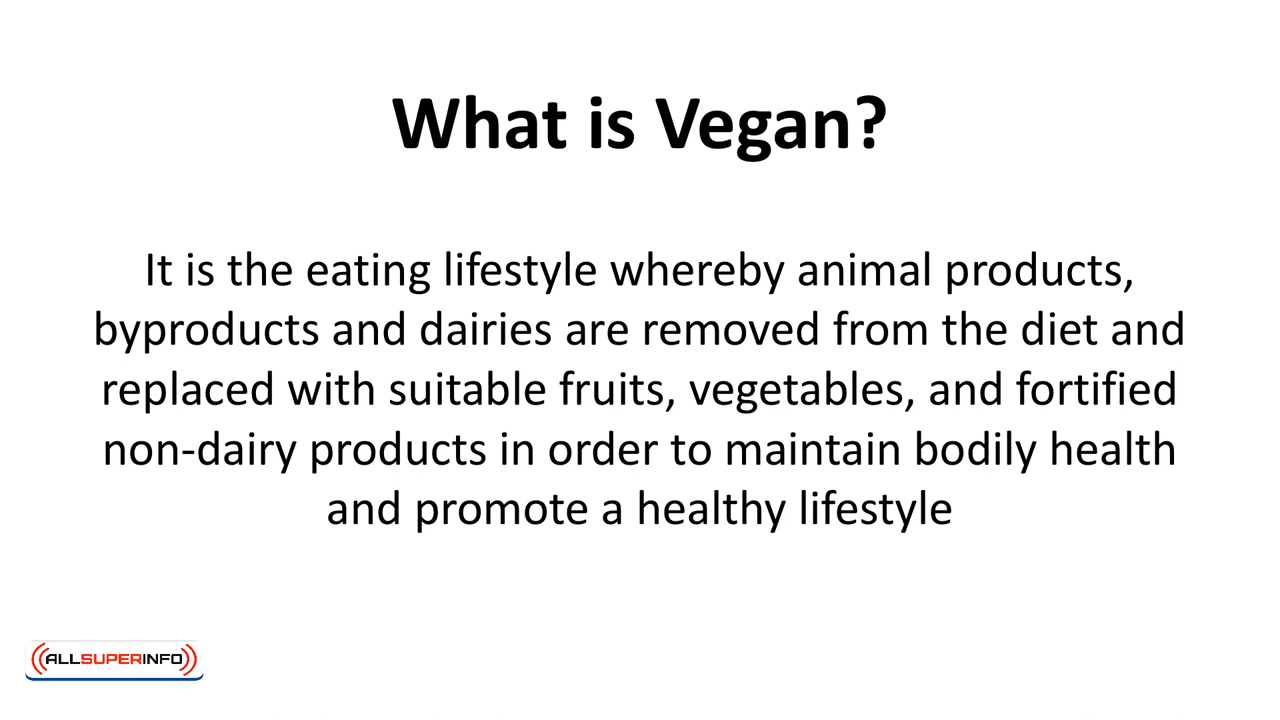 What is Vegan?
It is the eating lifestyle whereby animal products,
byproducts and dairies are removed from the diet and
replaced with suitable fruits, vegetables, and fortified
non-dairy products in order to maintain bodily health
and promote a healthy lifestyle
ALLSUPERINFO